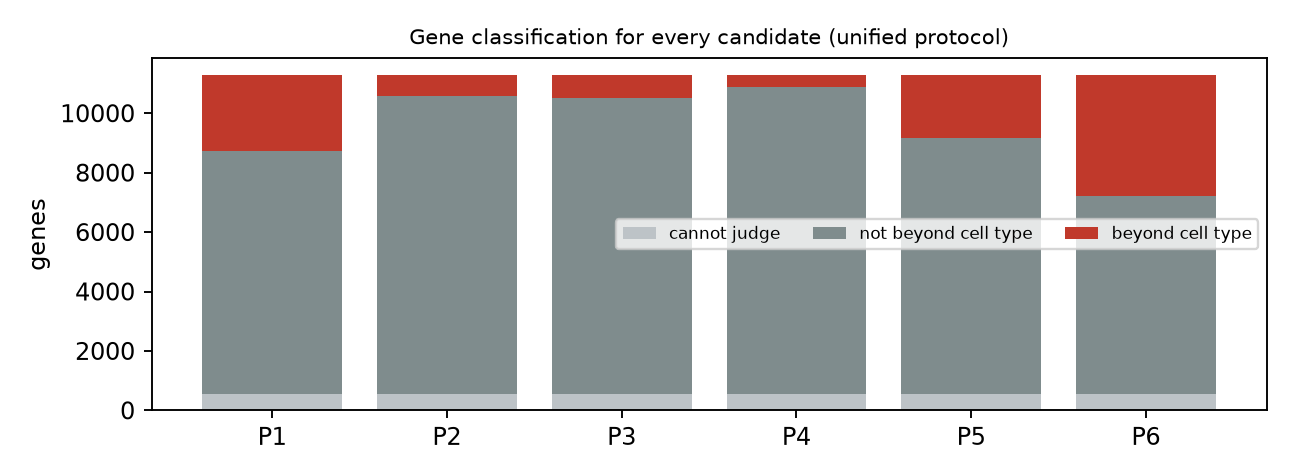 Gene classification for every candidate (unified protocol)
genes
10000
8000
6000
4000
2000
0
cannot judge not beyond cell type beyond cell type
P1 P2 P3 P4 P5 P6